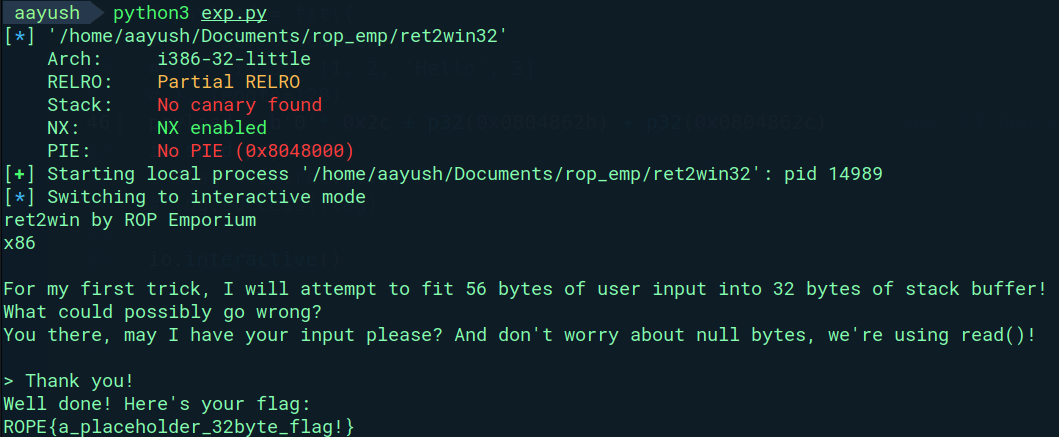 aayush python3 exp.py
[*] '/home/aayush/Documents/rop_emp/ret2win32'
Arch: i386-32-little
RELRO: Partial RELRO
Stack: No canary found
NX: NX enabled
PIE: No PIE (0x8048000)
[+] Starting local process '/home/aayush/Documents/rop_emp/ret2win32': pid 14989
[*] Switching to interactive mode
ret2win by ROP Emporium
x86
io.interactive()
For my first trick, I will attempt to fit 56 bytes of user input into 32 bytes of stack buffer!
What could possibly go wrong?
You there, may I have your input please? And don't worry about null bytes, we're using read()!
> Thank you!
Well done! Here's your flag:
ROPE{a_placeholder_32byte_flag!}